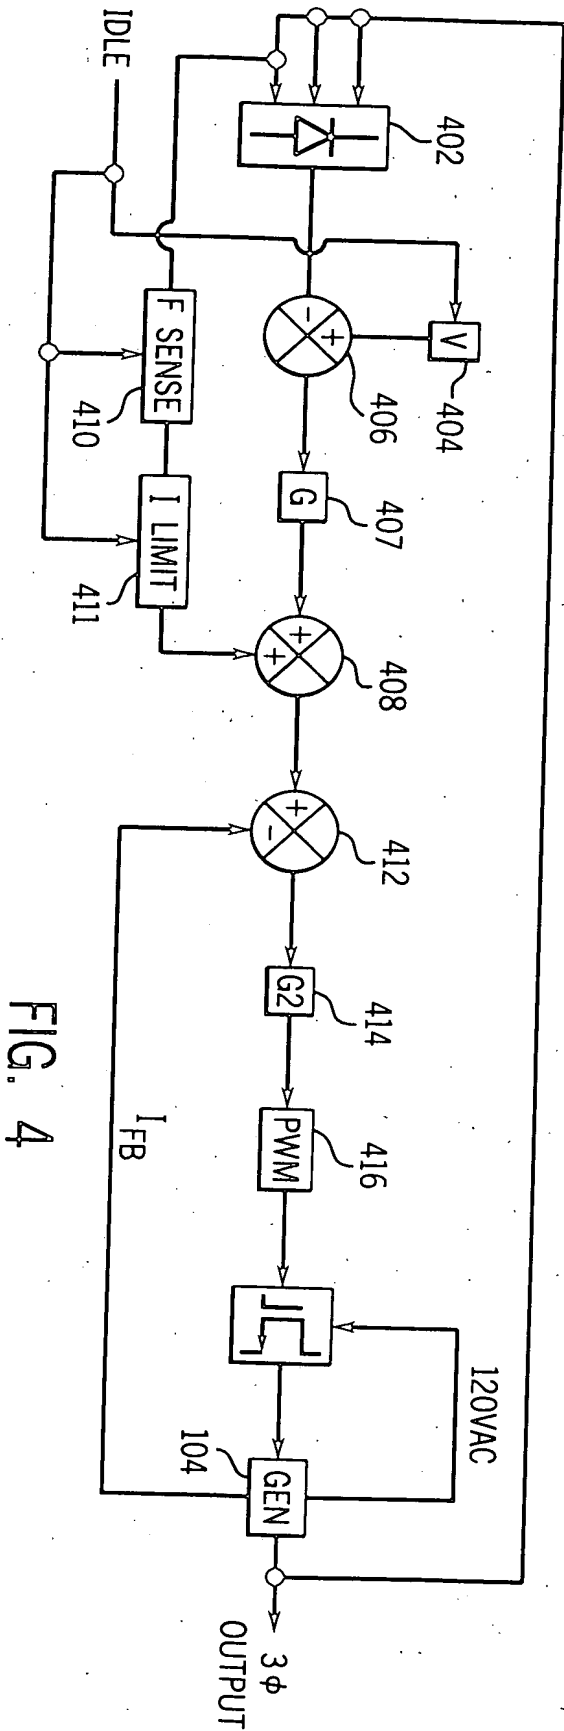 IDLE
402
V
404
-
+
406
F SENSE
410
G
407
I LIMIT
411
+
+
408
+
-
412
G2
414
PWM
416
I FB
120VAC
GEN
104
3ϕ
OUTPUT
FIG. 4